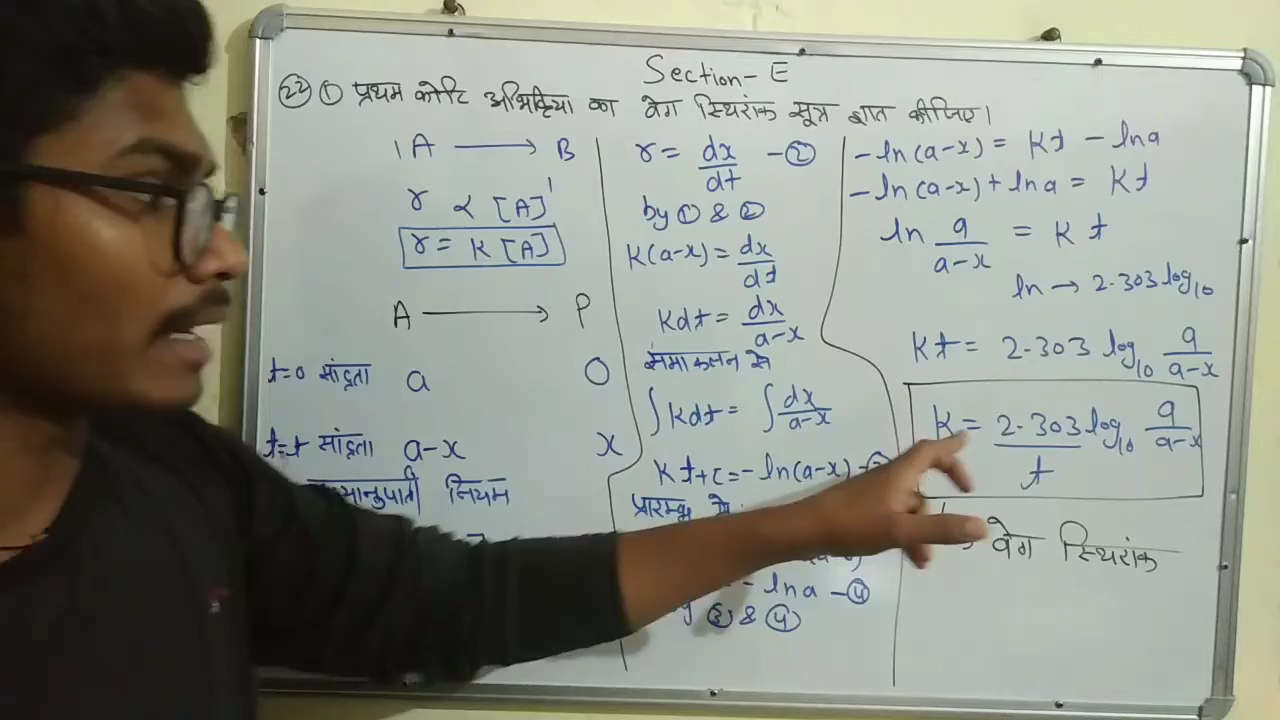 Section-E
22 ① प्रथम कोटि अभिक्रिया का वेग स्थिरांक सूत्र ज्ञात कीजिए।
1A → B
r ∝ [A]¹
r = K [A]
A → P
t=0 सांद्रता a 0
t=t सांद्रता a-x x
नियम
r = dx/dt -②
by ① & ②
K(a-x) = dx/dt
Kdt = dx/a-x
समाकलन से
∫Kdt = ∫dx/a-x
Kt+C = -ln(a-x)
प्रारम्भ में
- ln a -④
③ & ④
-ln(a-x) = Kt - ln a
-ln(a-x) + ln a = Kt
ln a/a-x = K t
ln → 2.303 log₁₀
Kt = 2.303 log₁₀ a/a-x
K = 2.303/t log₁₀ a/a-x
वेग स्थिरांक